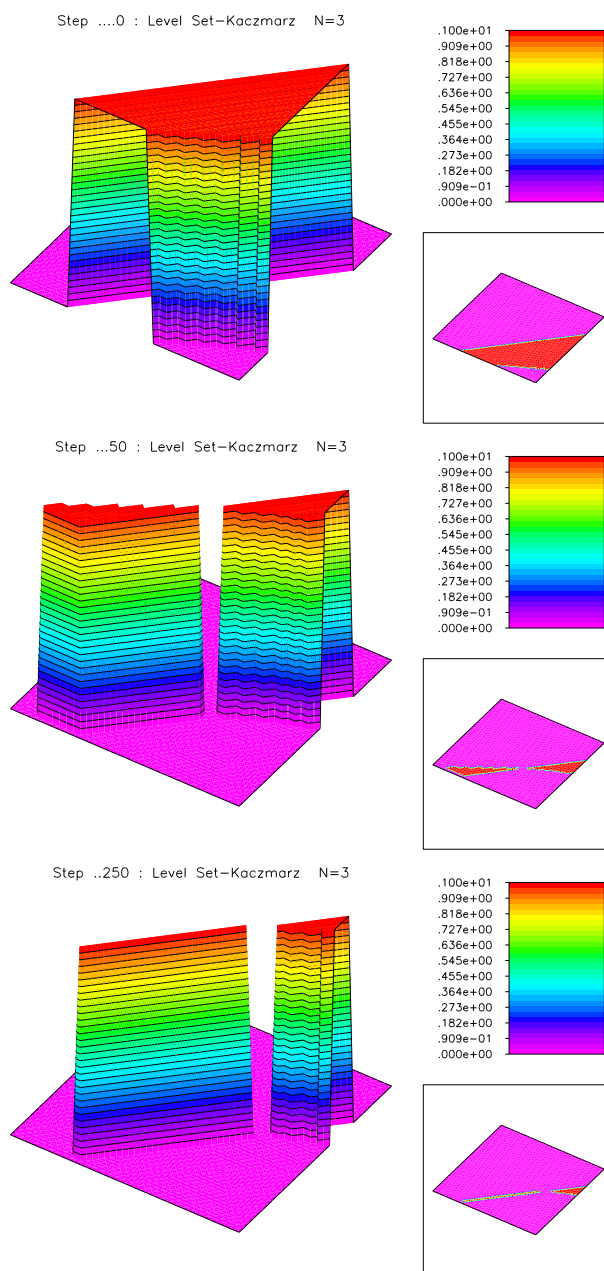 Step ....0 : Level Set-Kaczmarz  N=3
.100e+01
.909e+00
.818e+00
.727e+00
.636e+00
.545e+00
.455e+00
.364e+00
.273e+00
.182e+00
.909e-01
.000e+00
Step ...50 : Level Set-Kaczmarz  N=3
.100e+01
.909e+00
.818e+00
.727e+00
.636e+00
.545e+00
.455e+00
.364e+00
.273e+00
.182e+00
.909e-01
.000e+00
Step ..250 : Level Set-Kaczmarz  N=3
.100e+01
.909e+00
.818e+00
.727e+00
.636e+00
.545e+00
.455e+00
.364e+00
.273e+00
.182e+00
.909e-01
.000e+00